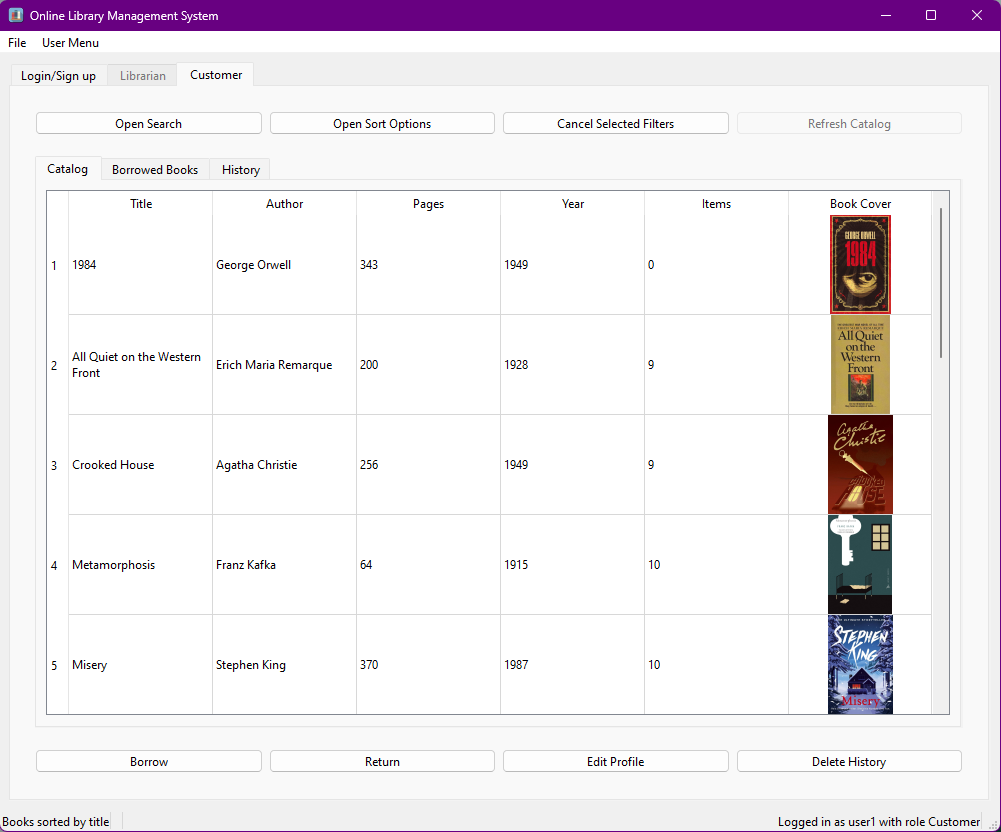 Online Library Management System
File User Menu
Login/Sign up Librarian Customer
Open Search Open Sort Options Cancel Selected Filters Refresh Catalog
Catalog Borrowed Books History
Title Author Pages Year Items Book Cover
GEORGE ORWELL
1984
1 1984 George Orwell 343 1949 0
All Quiet
on the
Western
Front
2 All Quiet on the Western Front Erich Maria Remarque 200 1928 9
Agatha
Christie
CROOKED
HOUSE
3 Crooked House Agatha Christie 256 1949 9
4 Metamorphosis Franz Kafka 64 1915 10
STEPHEN
KING
Misery
5 Misery Stephen King 370 1987 10
Borrow Return Edit Profile Delete History
Books sorted by title Logged in as user1 with role Customer